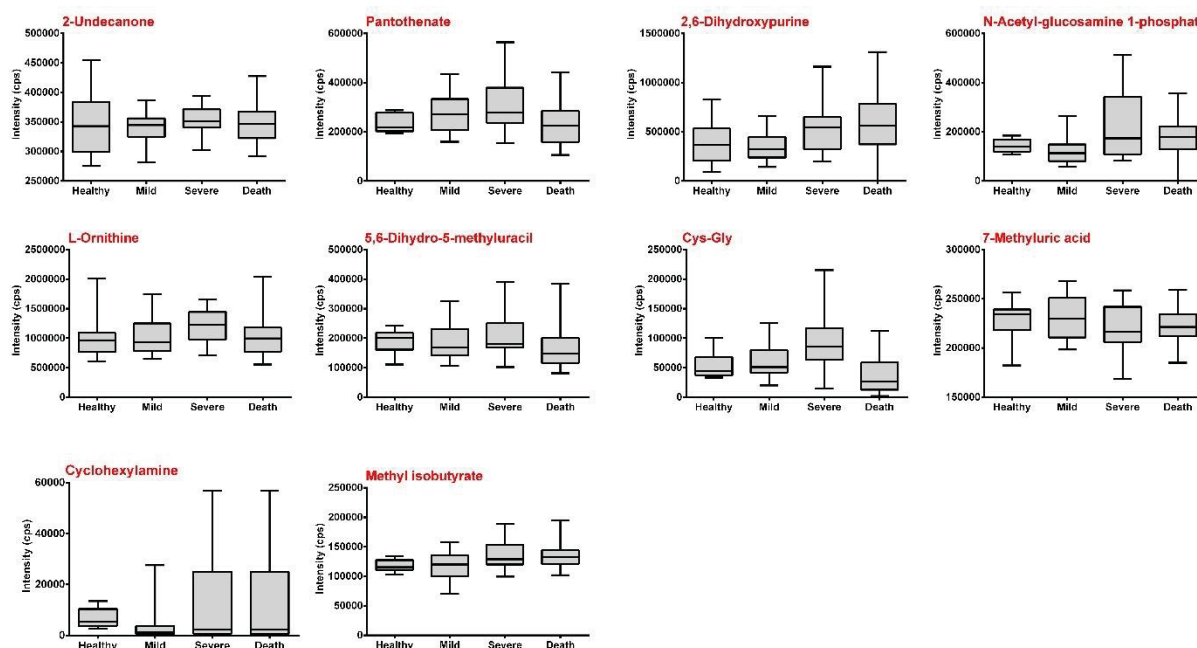 2-Undecanone
Intensity (cps)
500000
450000
400000
350000
300000
250000
Healthy Mild Severe Death
Pantothenate
Intensity (cps)
600000
400000
200000
0
Healthy Mild Severe Death
2,6-Dihydroxypurine
Intensity (cps)
1500000
1000000
500000
0
Healthy Mild Severe Death
N-Acetyl-glucosamine 1-phosphat
Intensity (cps)
600000
400000
200000
0
Healthy Mild Severe Death
L-Ornithine
Intensity (cps)
2500000
2000000
1500000
1000000
500000
0
Healthy Mild Severe Death
5,6-Dihydro-5-methyluracil
Intensity (cps)
500000
400000
300000
200000
100000
0
Healthy Mild Severe Death
Cys-Gly
Intensity (cps)
250000
200000
150000
100000
50000
0
Healthy Mild Severe Death
7-Methyluric acid
Intensity (cps)
300000
250000
200000
150000
Healthy Mild Severe Death
Cyclohexylamine
Intensity (cps)
60000
40000
20000
0
Healthy Mild Severe Death
Methyl isobutyrate
Intensity (cps)
250000
200000
150000
100000
50000
0
Healthy Mild Severe Death